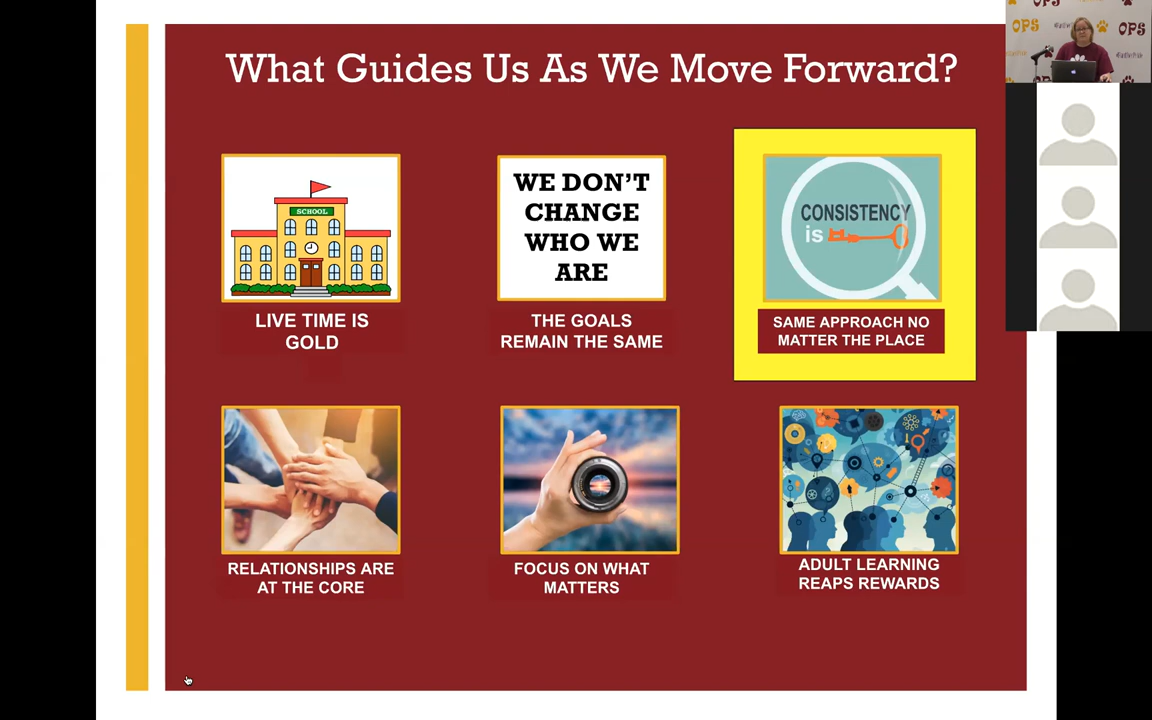 What Guides Us As We Move Forward?
SCHOOL
WE DON'T
CHANGE
WHO WE
ARE
CONSISTENCY
is
LIVE TIME IS
GOLD
THE GOALS
REMAIN THE SAME
SAME APPROACH NO
MATTER THE PLACE
RELATIONSHIPS ARE
AT THE CORE
FOCUS ON WHAT
MATTERS
ADULT LEARNING
REAPS REWARDS
OPS
OPS
OPS